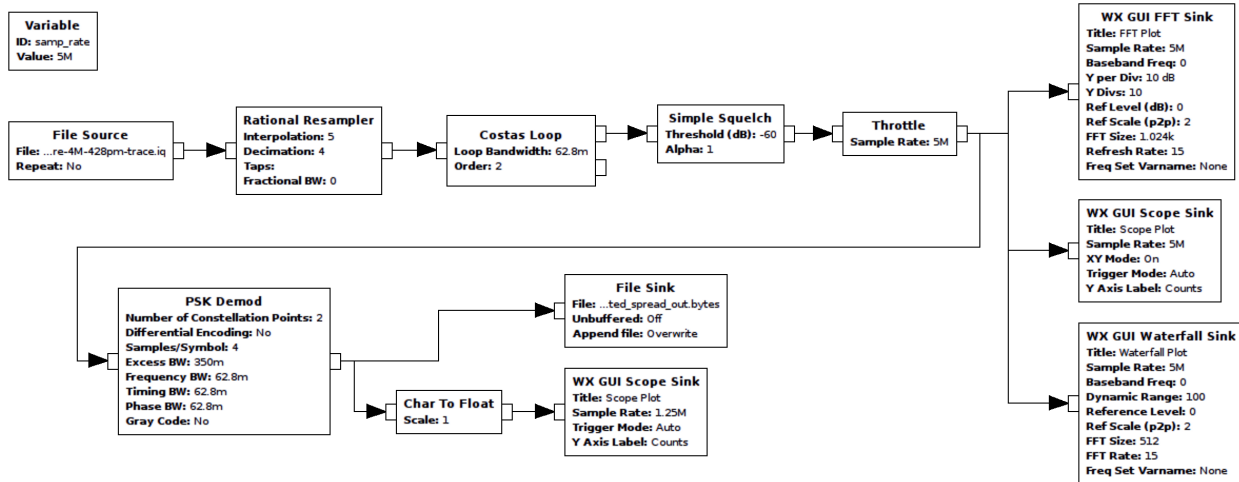 Variable
ID: samp_rate
Value: 5M
File Source
File: ...re-4M-428pm-trace.iq
Repeat: No
Rational Resampler
Interpolation: 5
Decimation: 4
Taps:
Fractional BW: 0
Costas Loop
Loop Bandwidth: 62.8m
Order: 2
Simple Squelch
Threshold (dB): -60
Alpha: 1
Throttle
Sample Rate: 5M
WX GUI FFT Sink
Title: FFT Plot
Sample Rate: 5M
Baseband Freq: 0
Y per Div: 10 dB
Y Divs: 10
Ref Level (dB): 0
Ref Scale (p2p): 2
FFT Size: 1.024k
Refresh Rate: 15
Freq Set Varname: None
WX GUI Scope Sink
Title: Scope Plot
Sample Rate: 5M
XY Mode: On
Trigger Mode: Auto
Y Axis Label: Counts
PSK Demod
Number of Constellation Points: 2
Differential Encoding: No
Samples/Symbol: 4
Excess BW: 350m
Frequency BW: 62.8m
Timing BW: 62.8m
Phase BW: 62.8m
Gray Code: No
File Sink
File: ...ted_spread_out.bytes
Unbuffered: Off
Append file: Overwrite
Char To Float
Scale: 1
WX GUI Scope Sink
Title: Scope Plot
Sample Rate: 1.25M
Trigger Mode: Auto
Y Axis Label: Counts
WX GUI Waterfall Sink
Title: Waterfall Plot
Sample Rate: 5M
Baseband Freq: 0
Dynamic Range: 100
Reference Level: 0
Ref Scale (p2p): 2
FFT Size: 512
FFT Rate: 15
Freq Set Varname: None